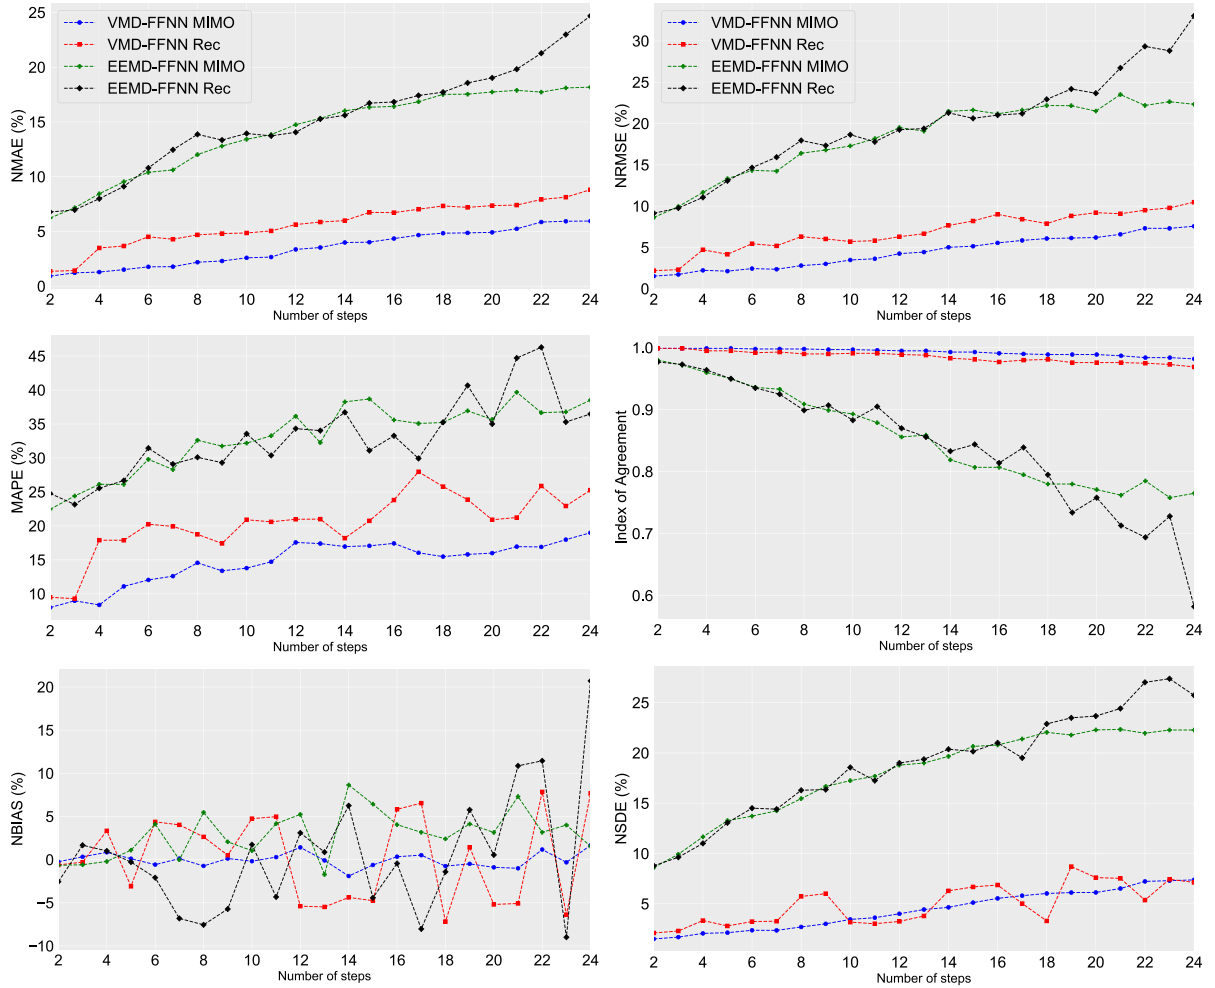 VMD-FFNN MIMO
VMD-FFNN Rec
EEMD-FFNN MIMO
EEMD-FFNN Rec
NMAE (%)
25
20
15
10
5
0
2 4 6 8 10 12 14 16 18 20 22 24
Number of steps
VMD-FFNN MIMO
VMD-FFNN Rec
EEMD-FFNN MIMO
EEMD-FFNN Rec
NRMSE (%)
30
25
20
15
10
5
0
2 4 6 8 10 12 14 16 18 20 22 24
Number of steps
MAPE (%)
45
40
35
30
25
20
15
10
2 4 6 8 10 12 14 16 18 20 22 24
Number of steps
Index of Agreement
1.0
0.9
0.8
0.7
0.6
2 4 6 8 10 12 14 16 18 20 22 24
Number of steps
NBIAS (%)
20
15
10
5
0
−5
−10
2 4 6 8 10 12 14 16 18 20 22 24
Number of steps
NSDE (%)
25
20
15
10
5
2 4 6 8 10 12 14 16 18 20 22 24
Number of steps